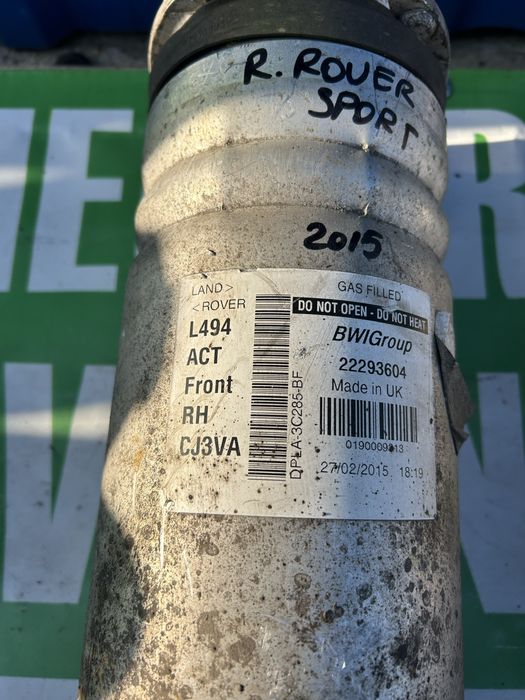 R. ROVER
SPORT
2015
LAND>
<ROVER
L494
ACT
Front
RH
CJ3VA
DPLA-3C285-BF
GAS FILLED
DO NOT OPEN - DO NOT HEAT
BWIGroup
22293604
Made in UK
27/02/2015 18:19